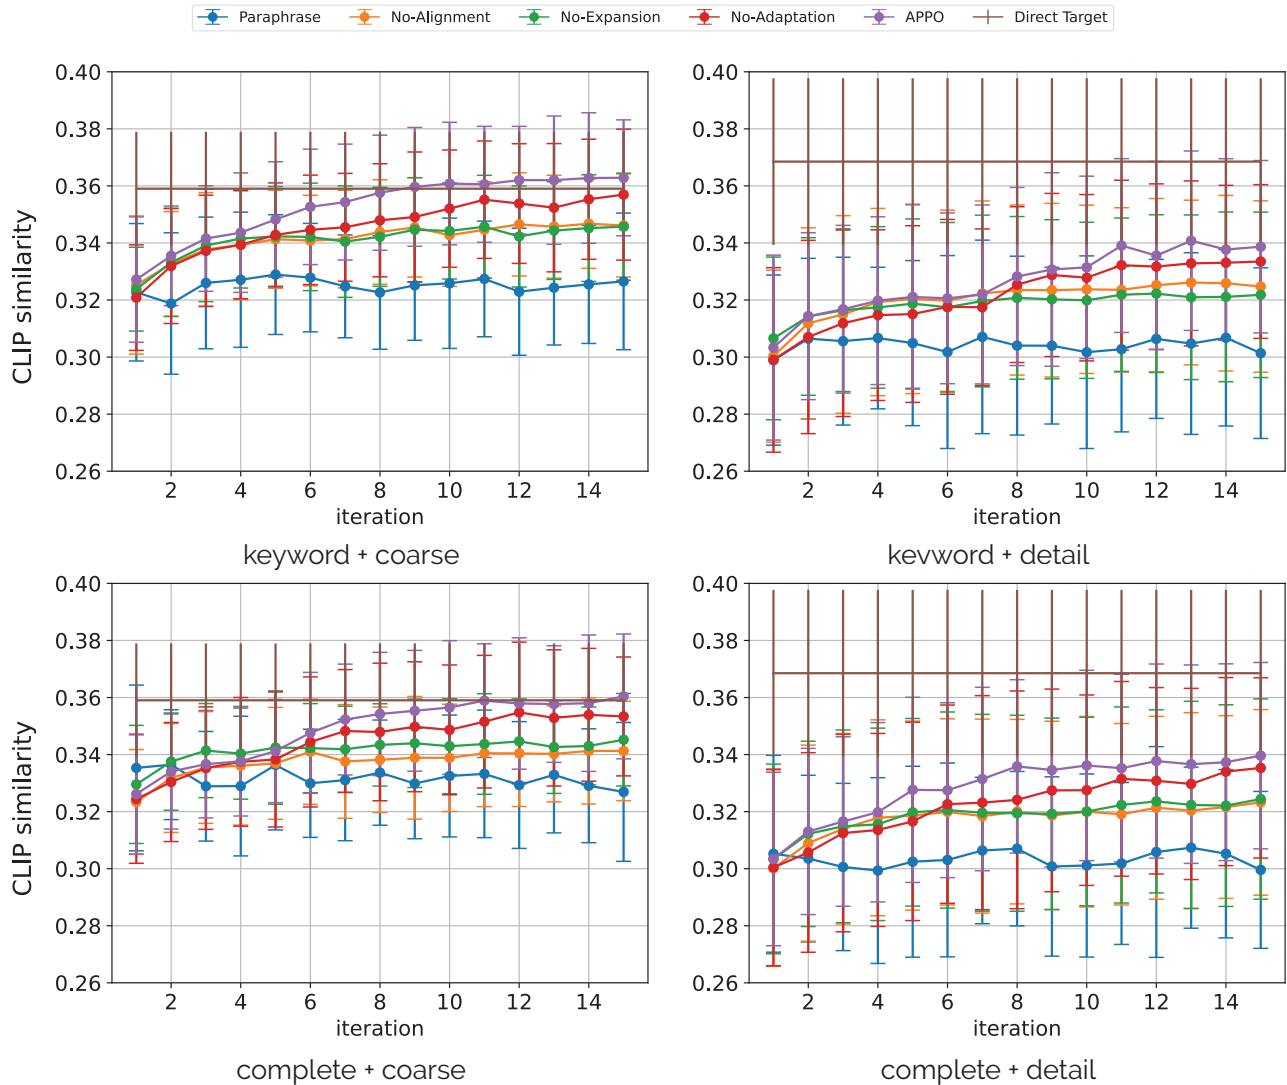 Paraphrase No-Alignment No-Expansion No-Adaptation APPO Direct Target
0.40 0.40
0.38 0.38
0.36 0.36
0.34 0.34
0.32 0.32
0.30 0.30
0.28 0.28
0.26 0.26
CLIP similarity
2 4 6 8 10 12 14 2 4 6 8 10 12 14
iteration iteration
keyword + coarse kevword + detail
0.40 0.40
0.38 0.38
0.36 0.36
0.34 0.34
0.32 0.32
0.30 0.30
0.28 0.28
0.26 0.26
CLIP similarity
2 4 6 8 10 12 14 2 4 6 8 10 12 14
iteration iteration
complete + coarse complete + detail